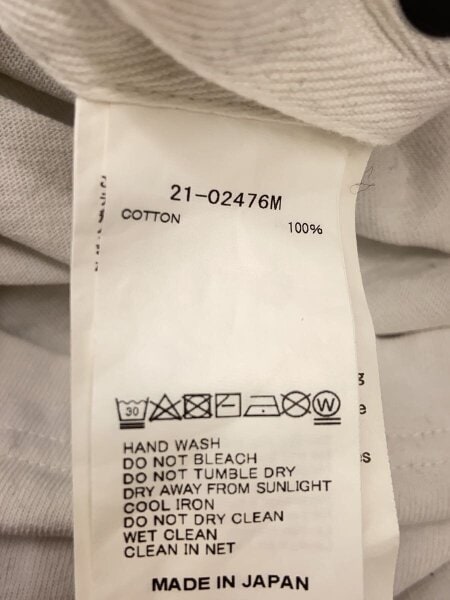 21-02476M
COTTON 100%
30 W
HAND WASH
DO NOT BLEACH
DO NOT TUMBLE DRY
DRY AWAY FROM SUNLIGHT
COOL IRON
DO NOT DRY CLEAN
WET CLEAN
CLEAN IN NET
MADE IN JAPAN